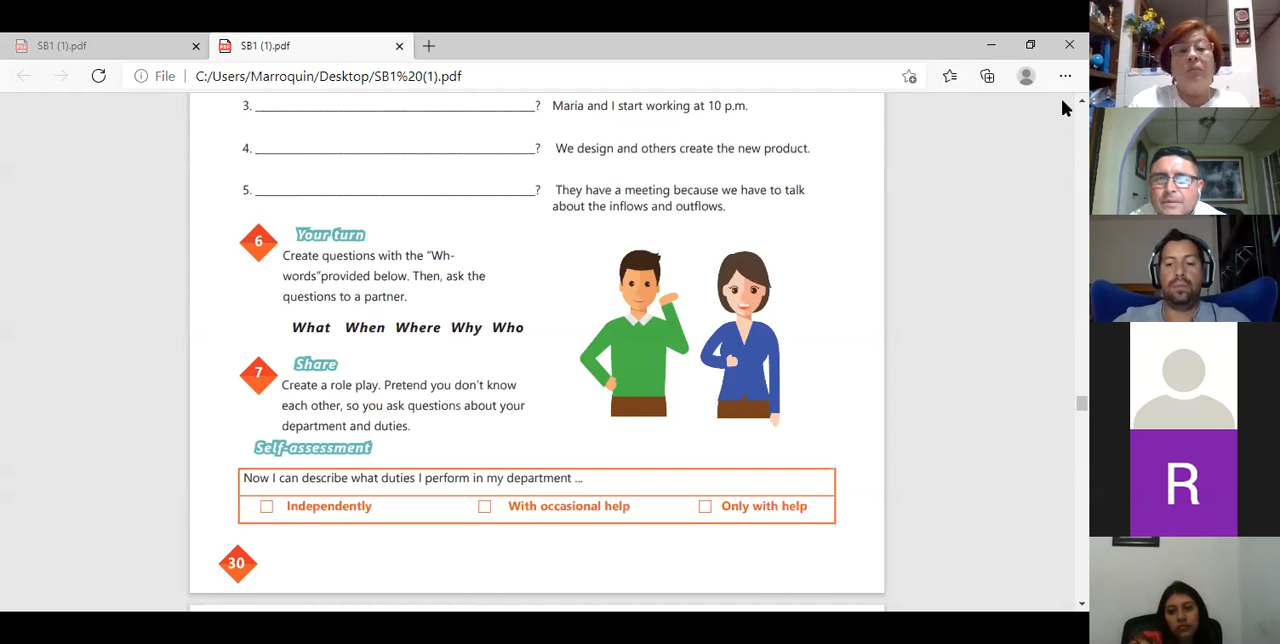 SB1 (1).pdf
SB1 (1).pdf
File
C:/Users/Marroquin/Desktop/SB1%20(1).pdf
3. ______________________________________? Maria and I start working at 10 p.m.
4. ______________________________________? We design and others create the new product.
5. ______________________________________? They have a meeting because we have to talk
about the inflows and outflows.
6 Your turn
Create questions with the "Wh-
words"provided below. Then, ask the
questions to a partner.
What When Where Why Who
7 Share
Create a role play. Pretend you don't know
each other, so you ask questions about your
department and duties.
Self-assessment
Now I can describe what duties I perform in my department ...
Independently With occasional help Only with help
30
R